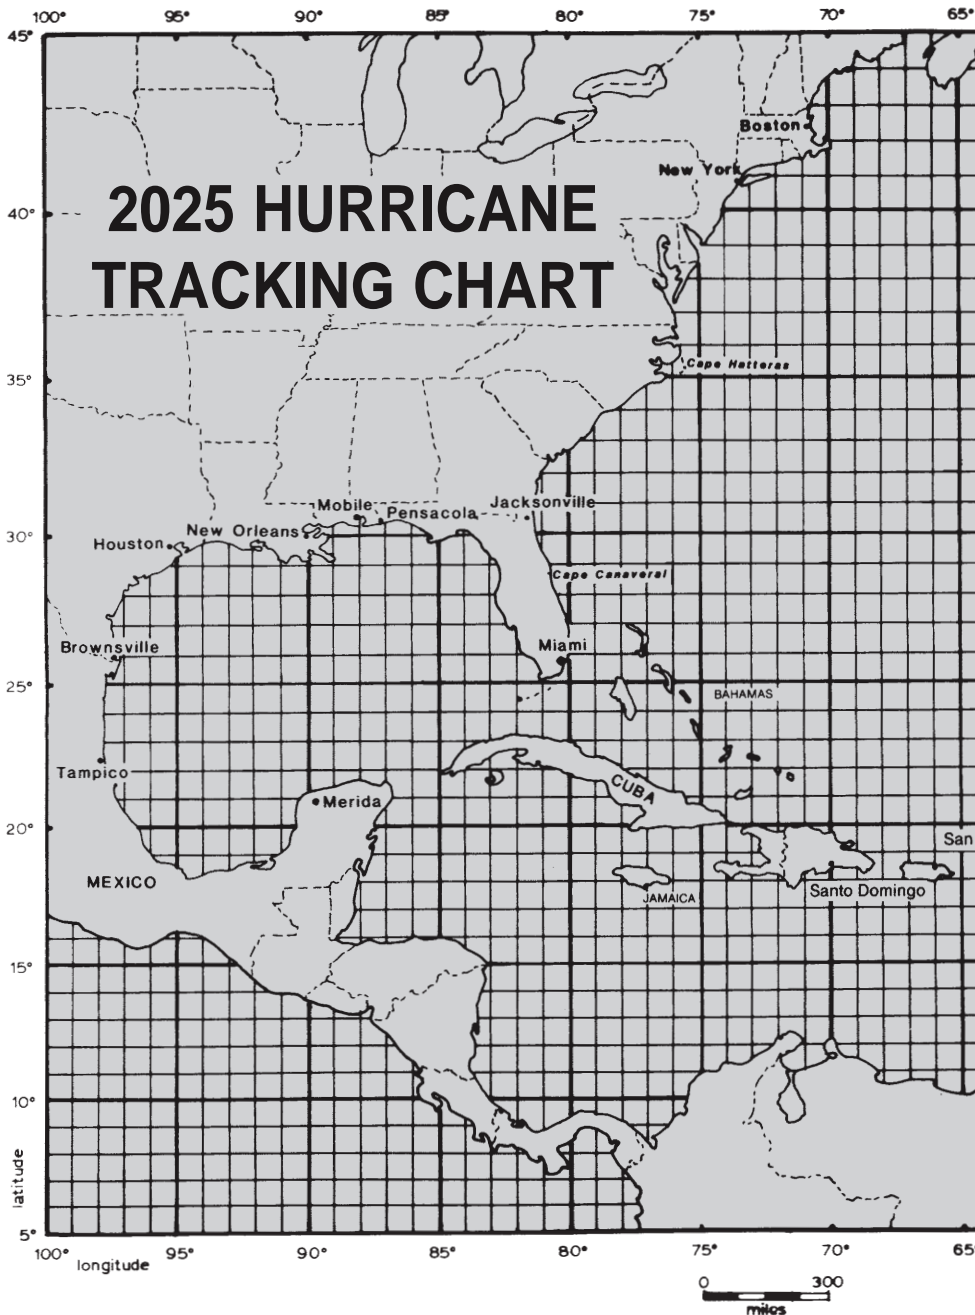 100° 95° 90° 85° 80° 75° 70° 65°
45°
Boston
New York
2025 HURRICANE
40°
TRACKING CHART
Cape Hatteras
35°
Mobile Pensacola Jacksonville
New Orleans
30°
Houston
Cape Canaveral
Brownsville
Miami
25°
BAHAMAS
Tampico
CUBA
Merida
20°
San
MEXICO
Santo Domingo
JAMAICA
15°
10°
latitude
5°
100° 95° 90° 85° 80° 75° 70° 65°
longitude
0 300
miles